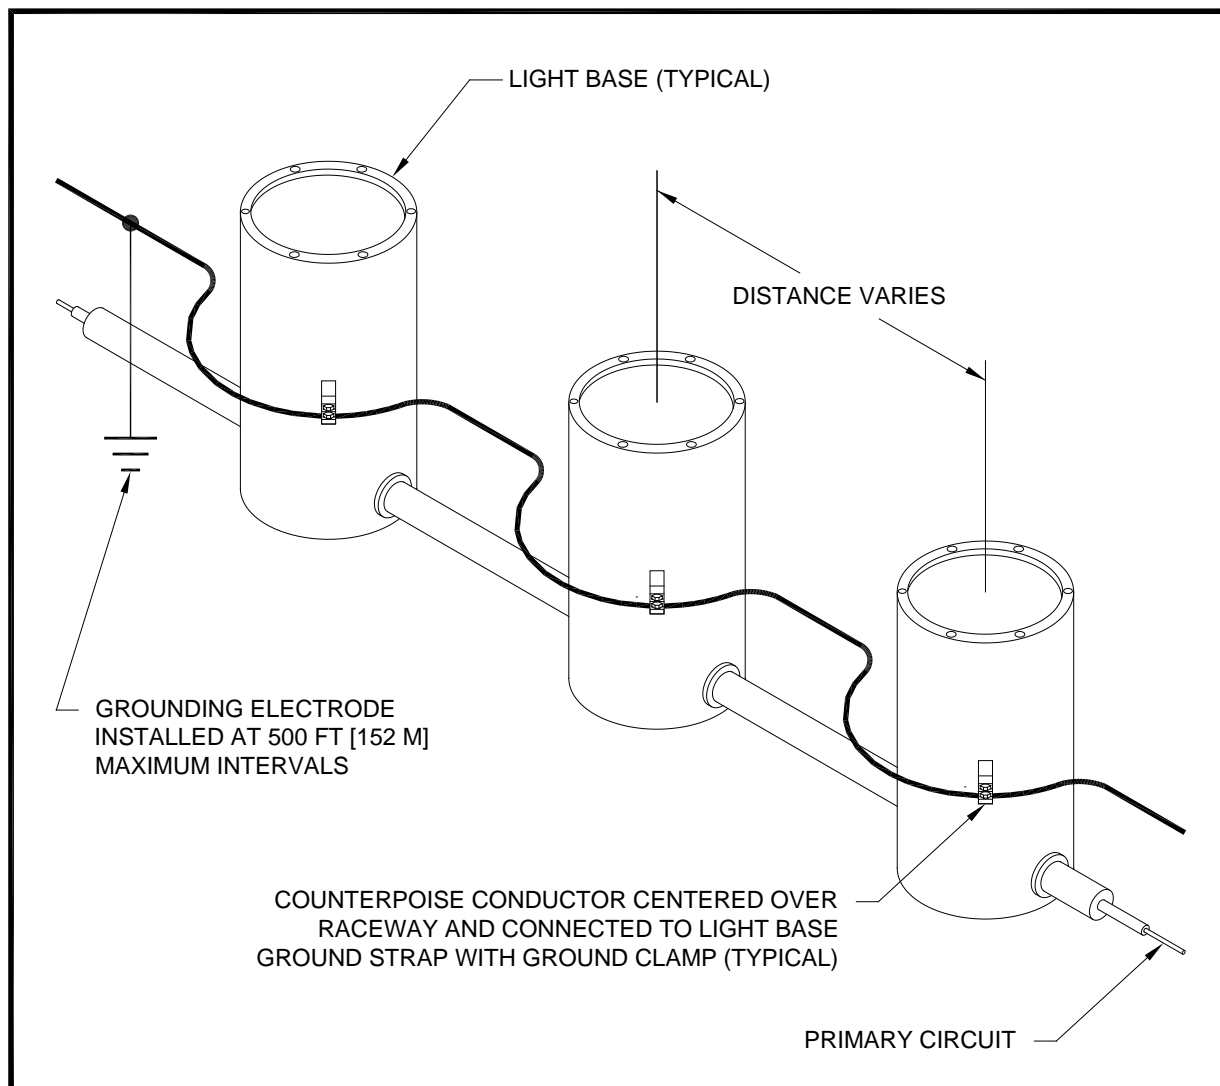 LIGHT BASE (TYPICAL)
DISTANCE VARIES
GROUNDING ELECTRODE
INSTALLED AT 500 FT [152 M]
MAXIMUM INTERVALS
COUNTERPOISE CONDUCTOR CENTERED OVER
RACEWAY AND CONNECTED TO LIGHT BASE
GROUND STRAP WITH GROUND CLAMP (TYPICAL)
PRIMARY CIRCUIT